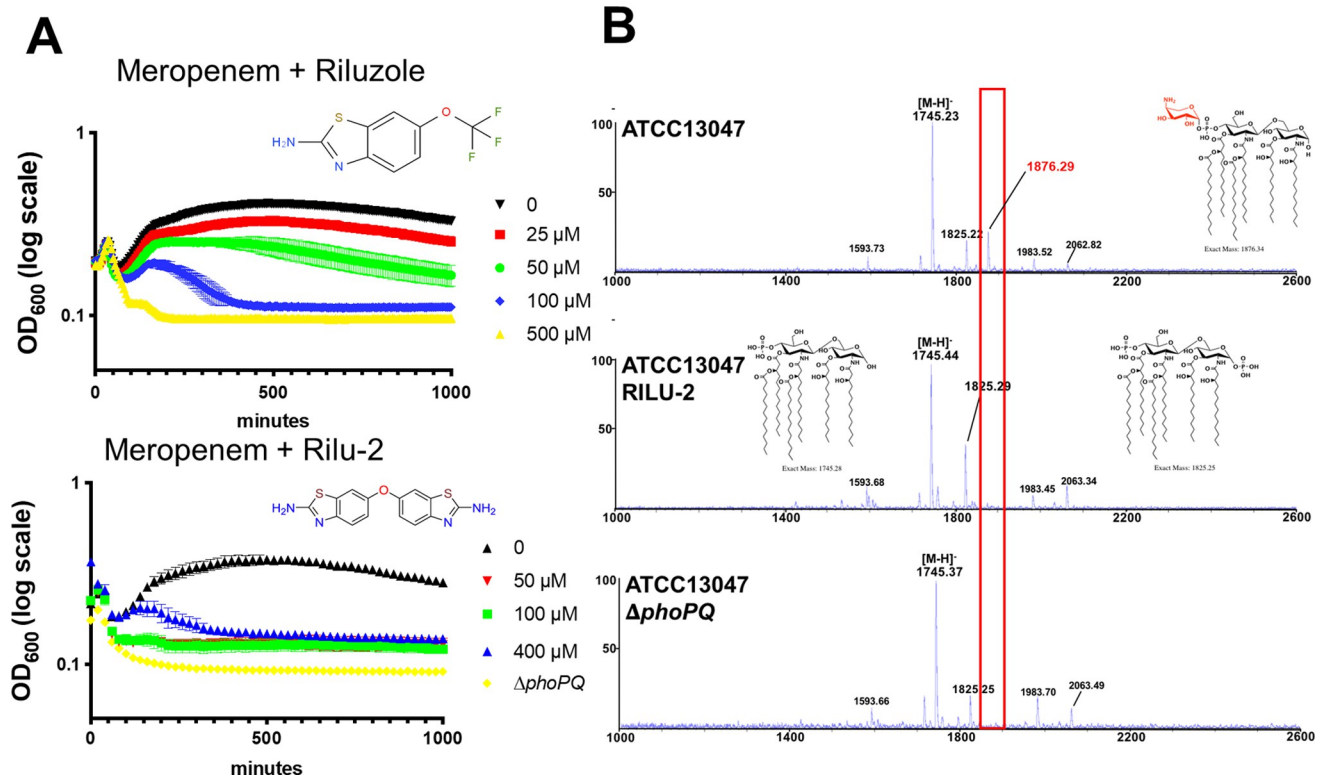 A
Meropenem + Riluzole
S
O
F
F
F
H₂N
N
1
0.1
OD₆₀₀ (log scale)
0
25 µM
50 µM
100 µM
500 µM
0 500 1000
minutes
Meropenem + Rilu-2
S O S
H₂N NH₂
N N
1
0.1
OD₆₀₀ (log scale)
0
50 µM
100 µM
400 µM
ΔphoPQ
0 500 1000
minutes
B
ATCC13047
[M-H]⁻
1745.23
1876.29
1825.22
1593.73
1983.52
2062.82
100
50
1000 1400 1800 2200 2600
Exact Mass: 1876.34
ATCC13047
RILU-2
[M-H]⁻
1745.44
1825.29
1593.68
1983.45
2063.34
100
50
1000 1400 1800 2200 2600
Exact Mass: 1745.28
Exact Mass: 1825.25
ATCC13047
ΔphoPQ
[M-H]⁻
1745.37
1593.66
1825.25
1983.70
2063.49
100
50
1000 1400 1800 2200 2600